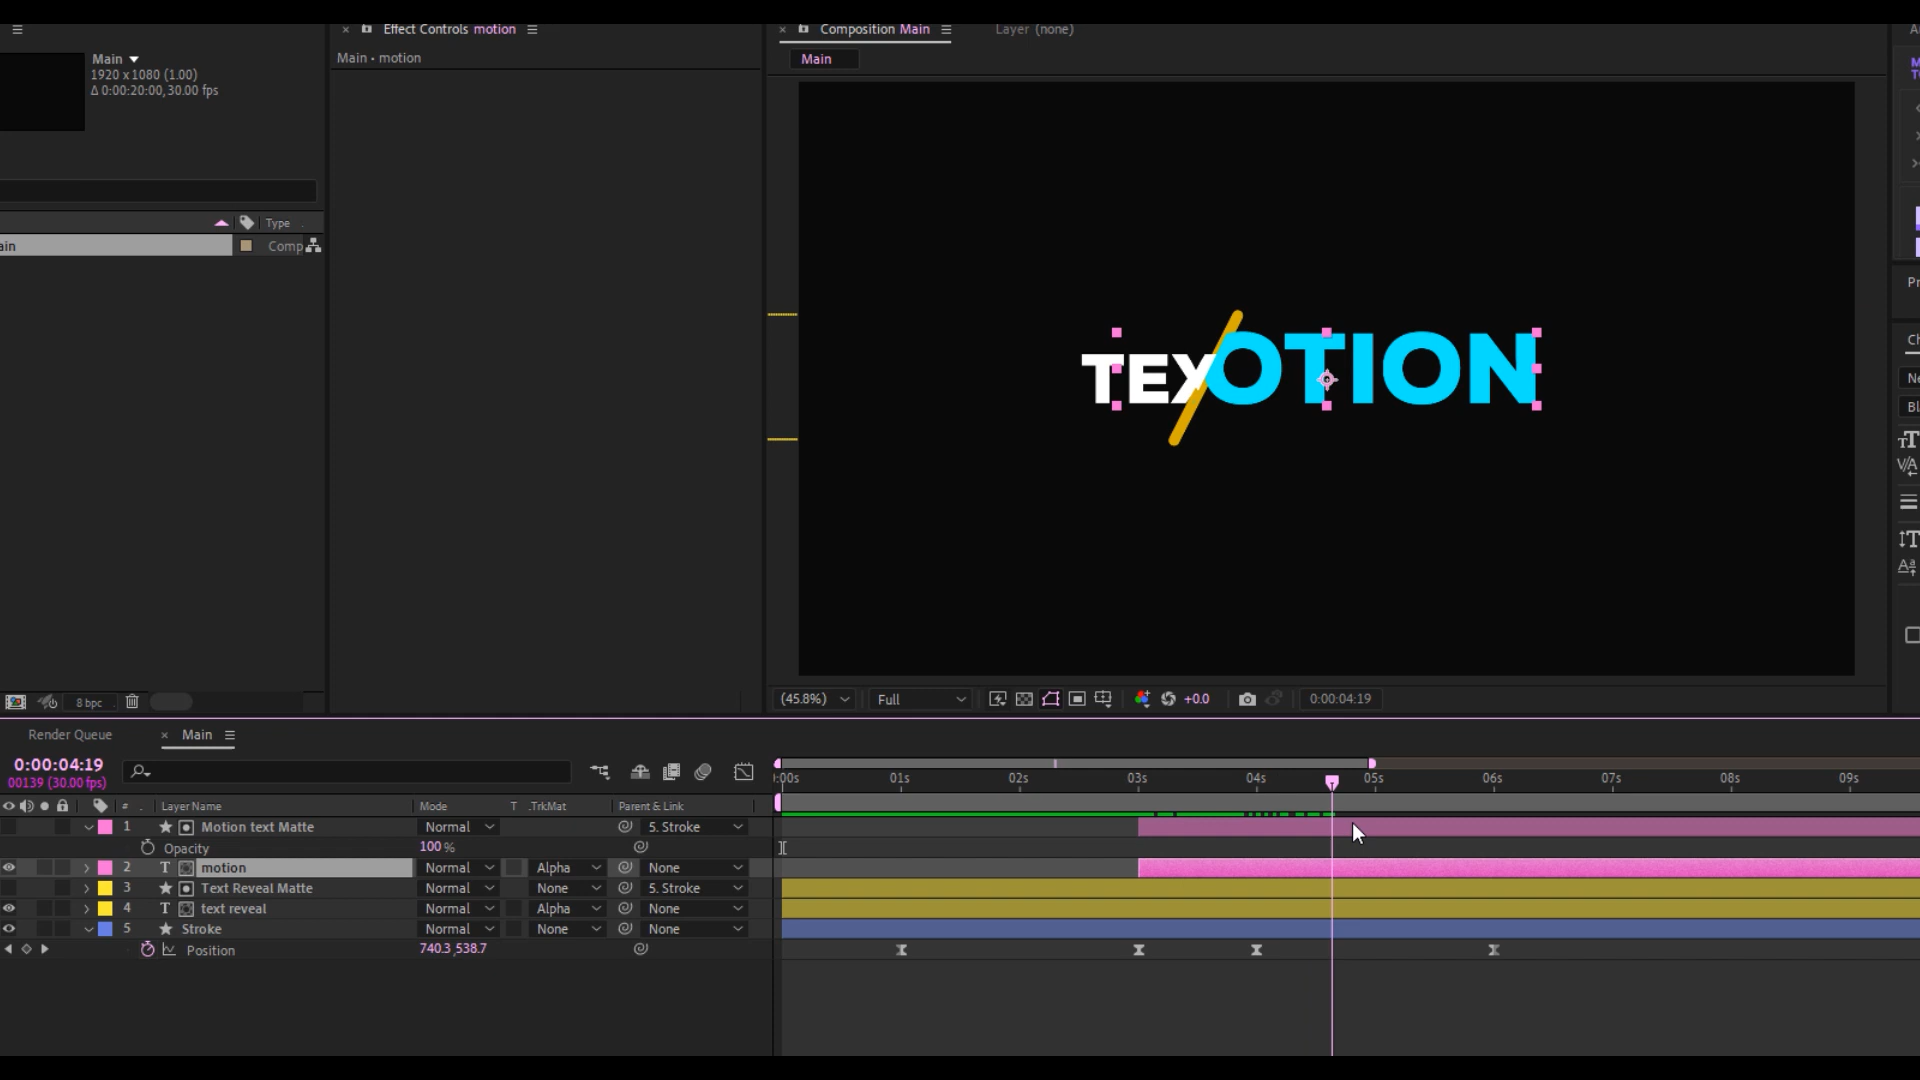 Effect Controls motion
Composition Main
Layer (none)
Main • motion
Main
1920 x 1080 (1.00)
Δ 0:00:20:00, 30.00 fps
Main
Type
ain
Comp
TEX
OTION
8 bpc
(45.8%)
Full
+0.0
0:00:04:19
Render Queue
Main
0:00:04:19
00139 (30.00 fps)
:00s
01s
02s
03s
04s
05s
06s
07s
08s
09s
#
Layer Name
Mode
T
.TrkMat
Parent & Link
1
Motion text Matte
Normal
5. Stroke
Opacity
100 %
2
T
motion
Normal
Alpha
None
3
Text Reveal Matte
Normal
None
5. Stroke
4
T
text reveal
Normal
Alpha
None
5
Stroke
Normal
None
None
Position
740.3,538.7